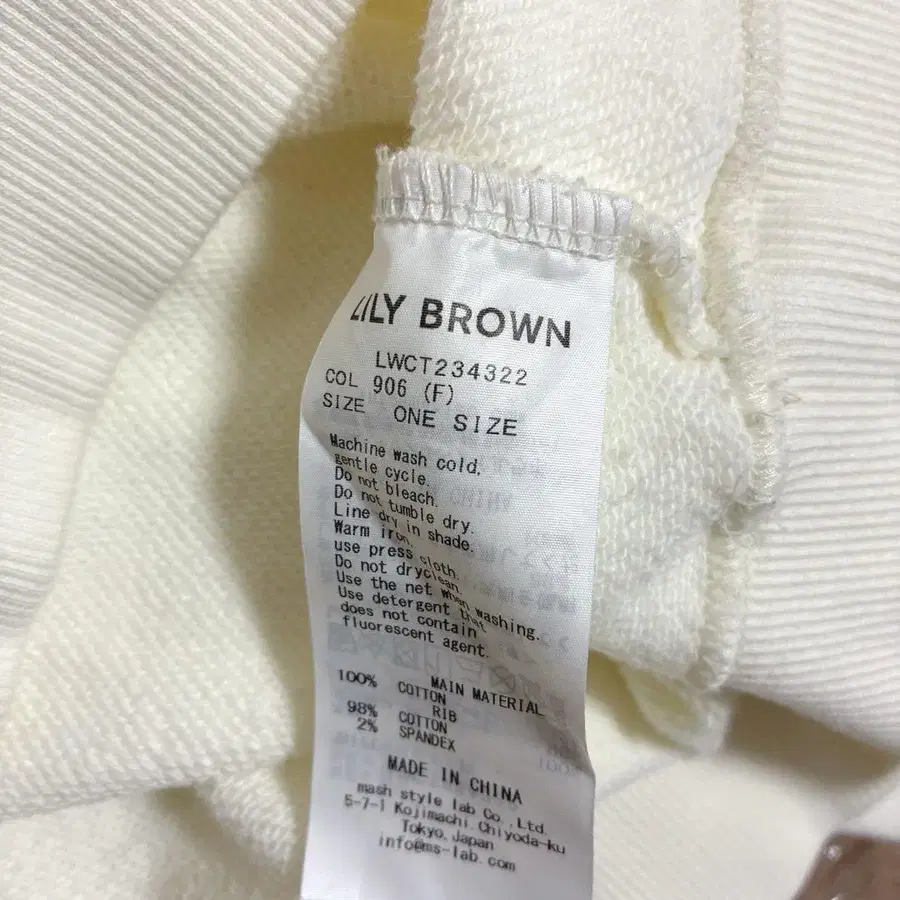 LILY BROWN
LWCT234322
COL 906 (F)
SIZE ONE SIZE
Machine wash cold,
gentle cycle.
Do not bleach.
Do not tumble dry.
Line dry in shade.
Warm iron,
use press cloth.
Do not dryclean.
Use the net when washing.
Use detergent that
does not contain
fluorescent agent.
MAIN MATERIAL
100% COTTON
RIB
98% COTTON
2% SPANDEX
MADE IN CHINA
mash style lab Co.,Ltd.
5-7-1 Kojimachi,Chiyoda-ku
Tokyo,Japan
info@ms-lab.com